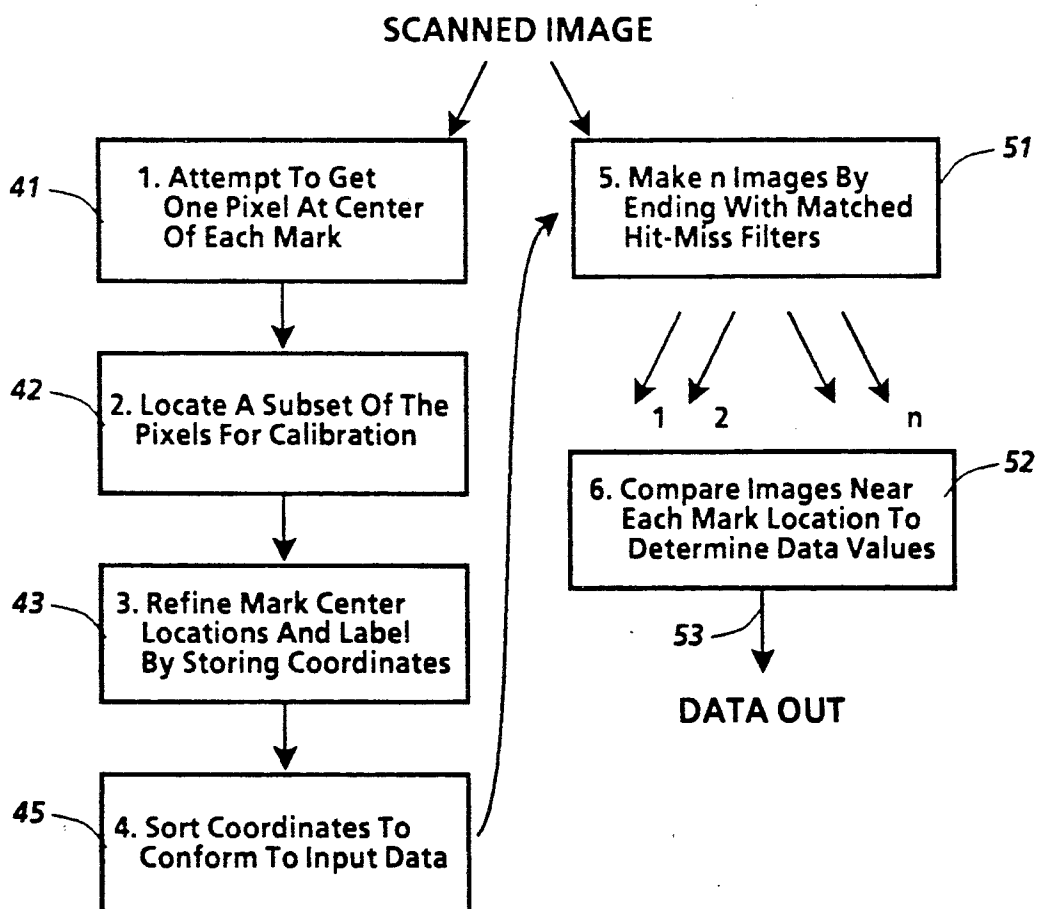 SCANNED IMAGE
41
1. Attempt To Get
One Pixel At Center
Of Each Mark
42
2. Locate A Subset Of The
Pixels For Calibration
43
3. Refine Mark Center
Locations And Label
By Storing Coordinates
45
4. Sort Coordinates To
Conform To Input Data
51
5. Make n Images By
Ending With Matched
Hit-Miss Filters
1 2 n
52
6. Compare Images Near
Each Mark Location To
Determine Data Values
53
DATA OUT